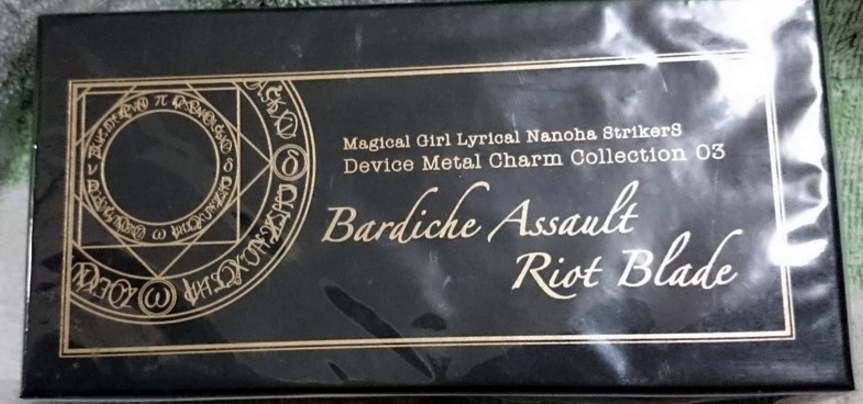 Magical Girl Lyrical Nanoha StrikerS
Device Metal Charm Collection 03
Bardiche Assault
Riot Blade